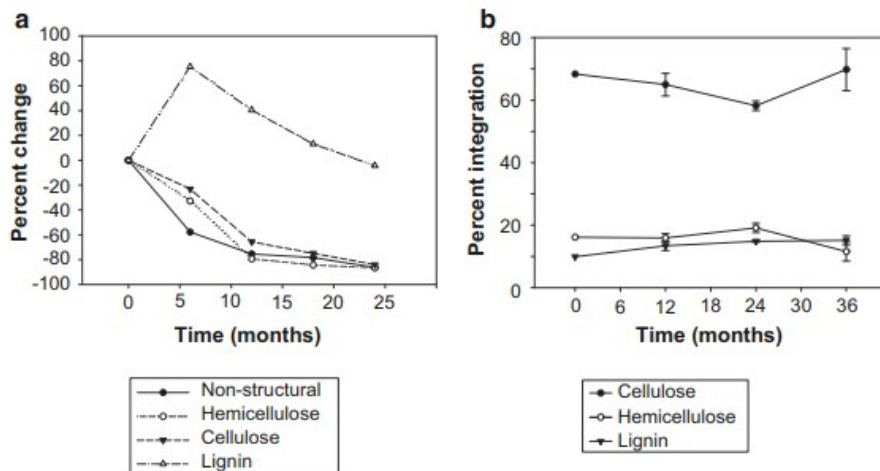 a
Percent change
100
80
60
40
20
0
-20
-40
-60
-80
-100
0 5 10 15 20 25
Time (months)
Non-structural
Hemicellulose
Cellulose
Lignin
b
Percent integration
80
60
40
20
0
0 6 12 18 24 30 36
Time (months)
Cellulose
Hemicellulose
Lignin